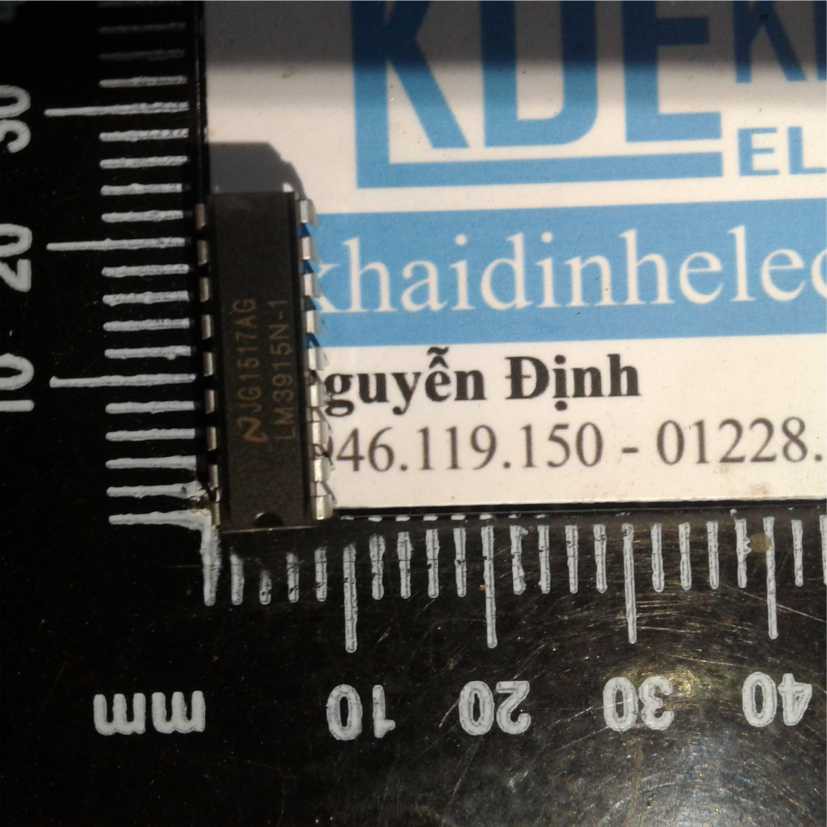 KDE
EL
khaidinhelec
guyễn Định
946.119.150 - 01228.
JG1517AG
LM3915N-1
30
20
10
mm
10
20
30
40